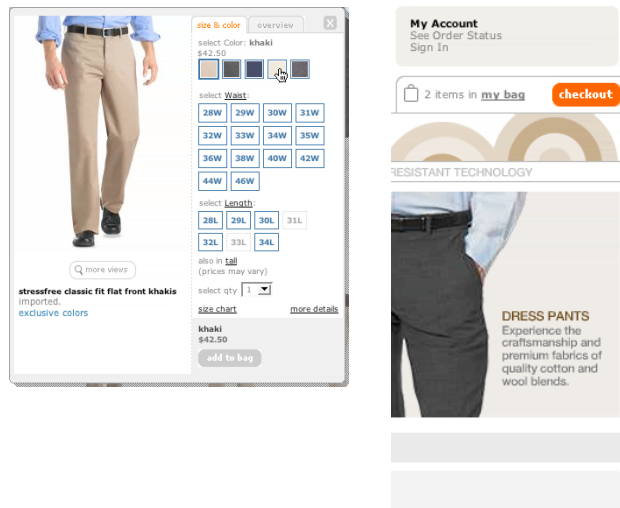 size & color
overview
X
select Color: khaki
$42.50
select Waist:
28W 29W 30W 31W
32W 33W 34W 35W
36W 38W 40W 42W
44W 46W
select Length:
28L 29L 30L 31L
32L 33L 34L
also in tall
(prices may vary)
select qty 1
size chart more details
khaki
$42.50
add to bag
more views
stressfree classic fit flat front khakis
imported.
exclusive colors
My Account
See Order Status
Sign In
2 items in my bag
checkout
RESISTANT TECHNOLOGY
DRESS PANTS
Experience the
craftsmanship and
premium fabrics of
quality cotton and
wool blends.